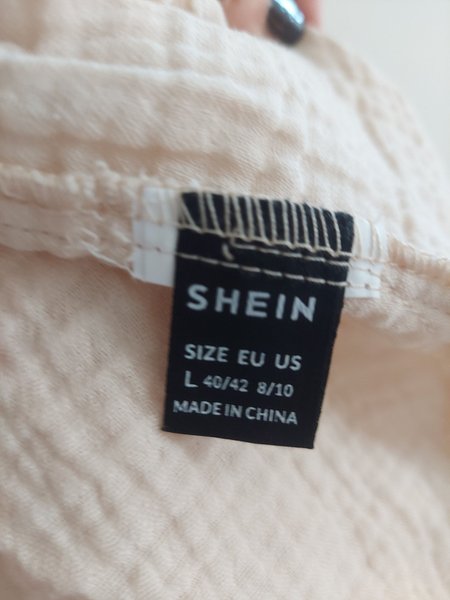 SHEIN
SIZE EU US
L 40/42 8/10
MADE IN CHINA